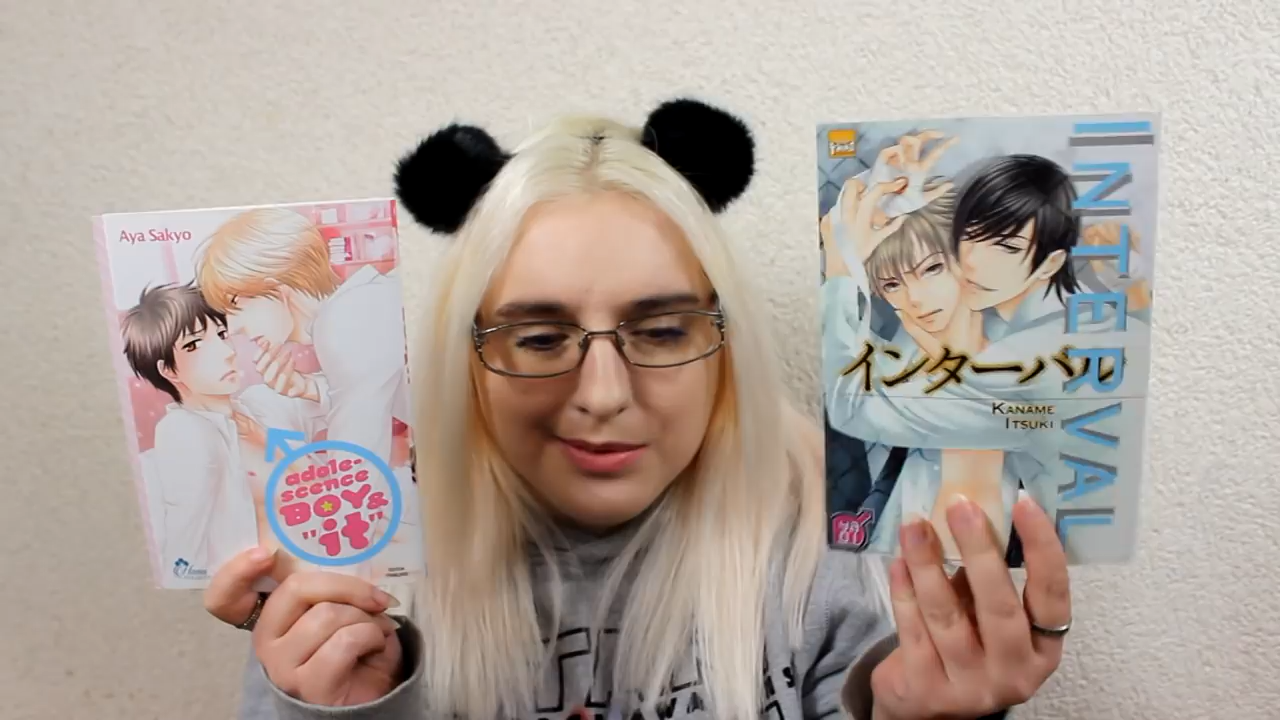 Aya Sakyo
adole-
scence
BOY &
"it"
INTERVAL
インターバル
KANAME
ITSUKI